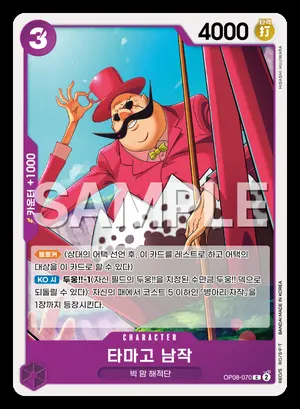 3
4000
타격
打
HISASHI FUJIWARA
카운터 +1000
SAMPLE
블로커 (상대의 어택 선언 후, 이 카드를 레스트로 하고 어택의
대상을 이 카드로 할 수 있다)
KO 시 두웅!!-1(자신 필드의 두웅!!을 지정된 수만큼 두웅!! 덱으로
되돌릴 수 있다): 자신의 패에서 코스트 5 이하인 「병아리 자작」을
1장까지 등장시킨다.
CHARACTER
타마고 남작
빅 맘 해적단
OP08-070 C
2